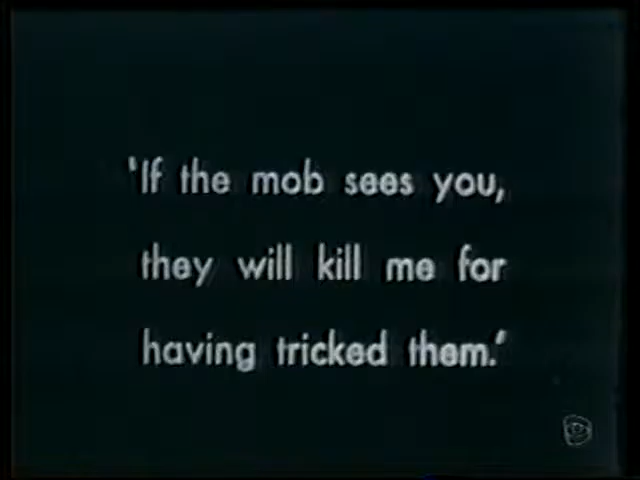 'If the mob sees you,
they will kill me for
having tricked them.'